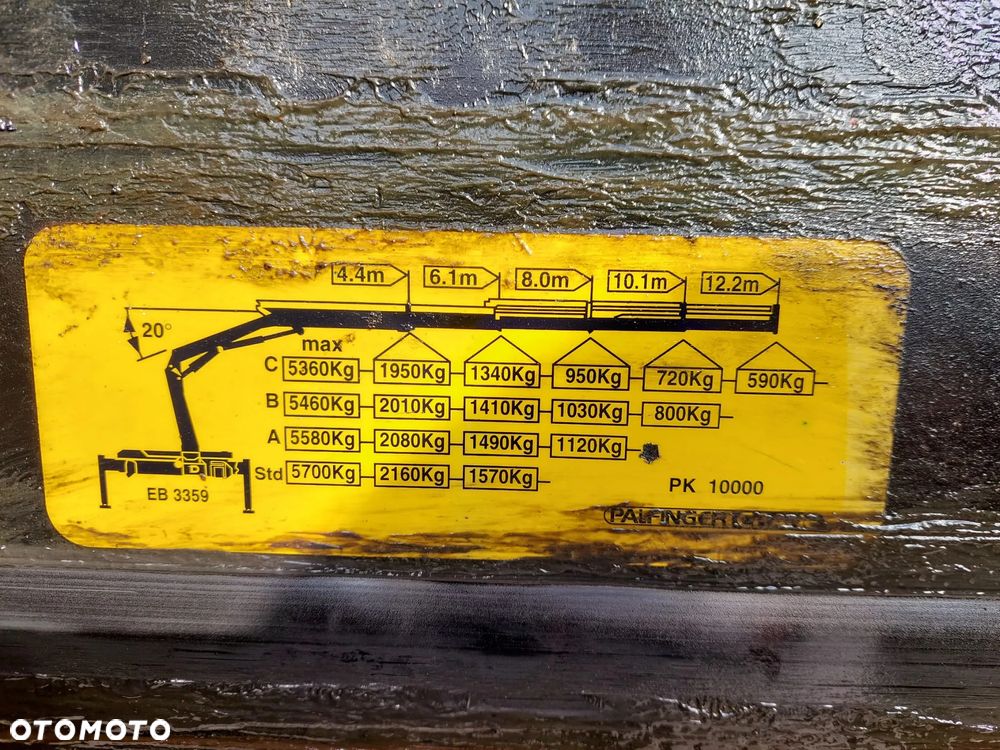 4.4m 6.1m 8.0m 10.1m 12.2m
20°
max
C 5360Kg 1950Kg 1340Kg 950Kg 720Kg 590Kg
B 5460Kg 2010Kg 1410Kg 1030Kg 800Kg
A 5580Kg 2080Kg 1490Kg 1120Kg
Std 5700Kg 2160Kg 1570Kg
EB 3359
PK 10000
PALFINGER
OTOMOTO